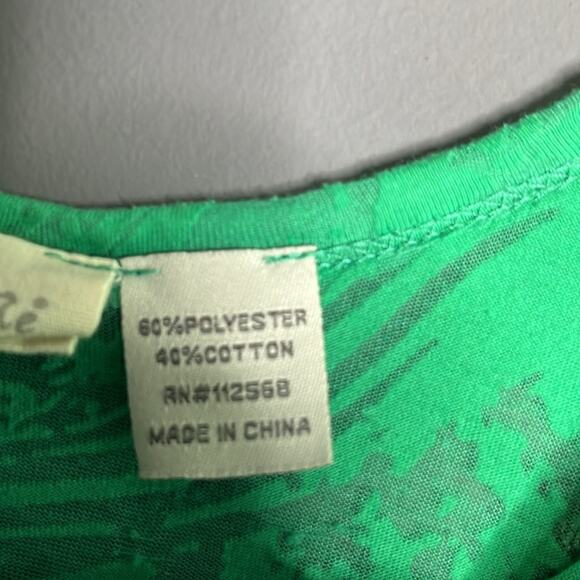 60%POLYESTER
40%COTTON
RN#112568
MADE IN CHINA